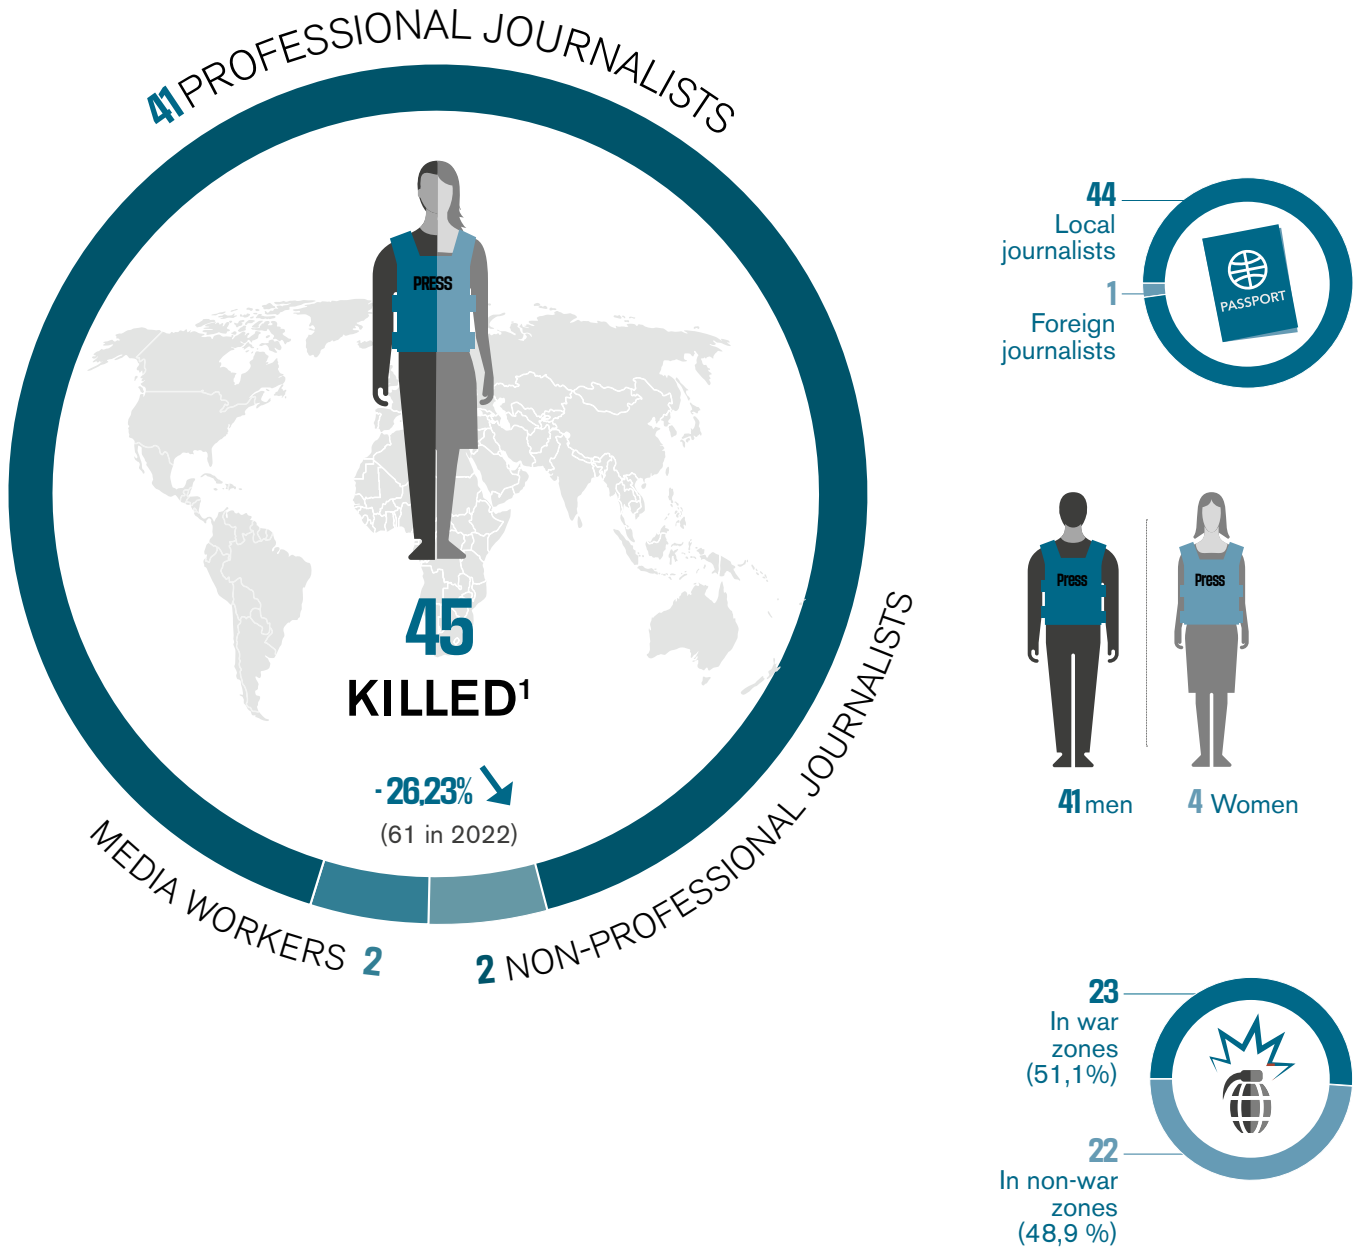 41 PROFESSIONAL JOURNALISTS
PRESS
45
KILLED¹
- 26,23%
(61 in 2022)
MEDIA WORKERS 2
2 NON-PROFESSIONAL JOURNALISTS
44
Local
journalists
1
Foreign
journalists
PASSPORT
Press
Press
41 men
4 Women
23
In war
zones
(51,1%)
22
In non-war
zones
(48,9 %)